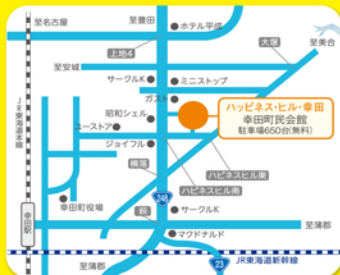 至名古屋
至豊田
ホテル平成
上地4
大塚
至美合
至安城
サークルK
ミニストップ
ガスト
ハッピネス・ヒル・幸田
幸田町民会館
駐車場650台(無料)
昭和シェル
ユーストア
ジョイフル
JR東海道本線
横落
ハッピネスヒル東
ハッピネスヒル南
248
幸田町役場
萩
サークルK
至蒲郡
幸田駅
マクドナルド
JR東海道新幹線
23
至蒲郡